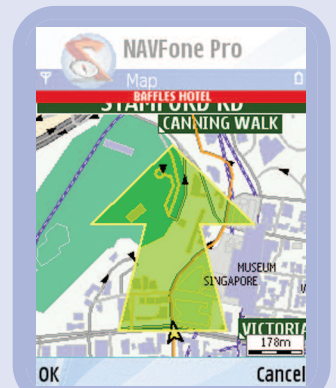 NAVFone Pro
Map
BAFFLES HOTEL
STAMFORD RD
CANNING WALK
MUSEUM
SINGAPORE
VICTORIA
178m
OK Cancel